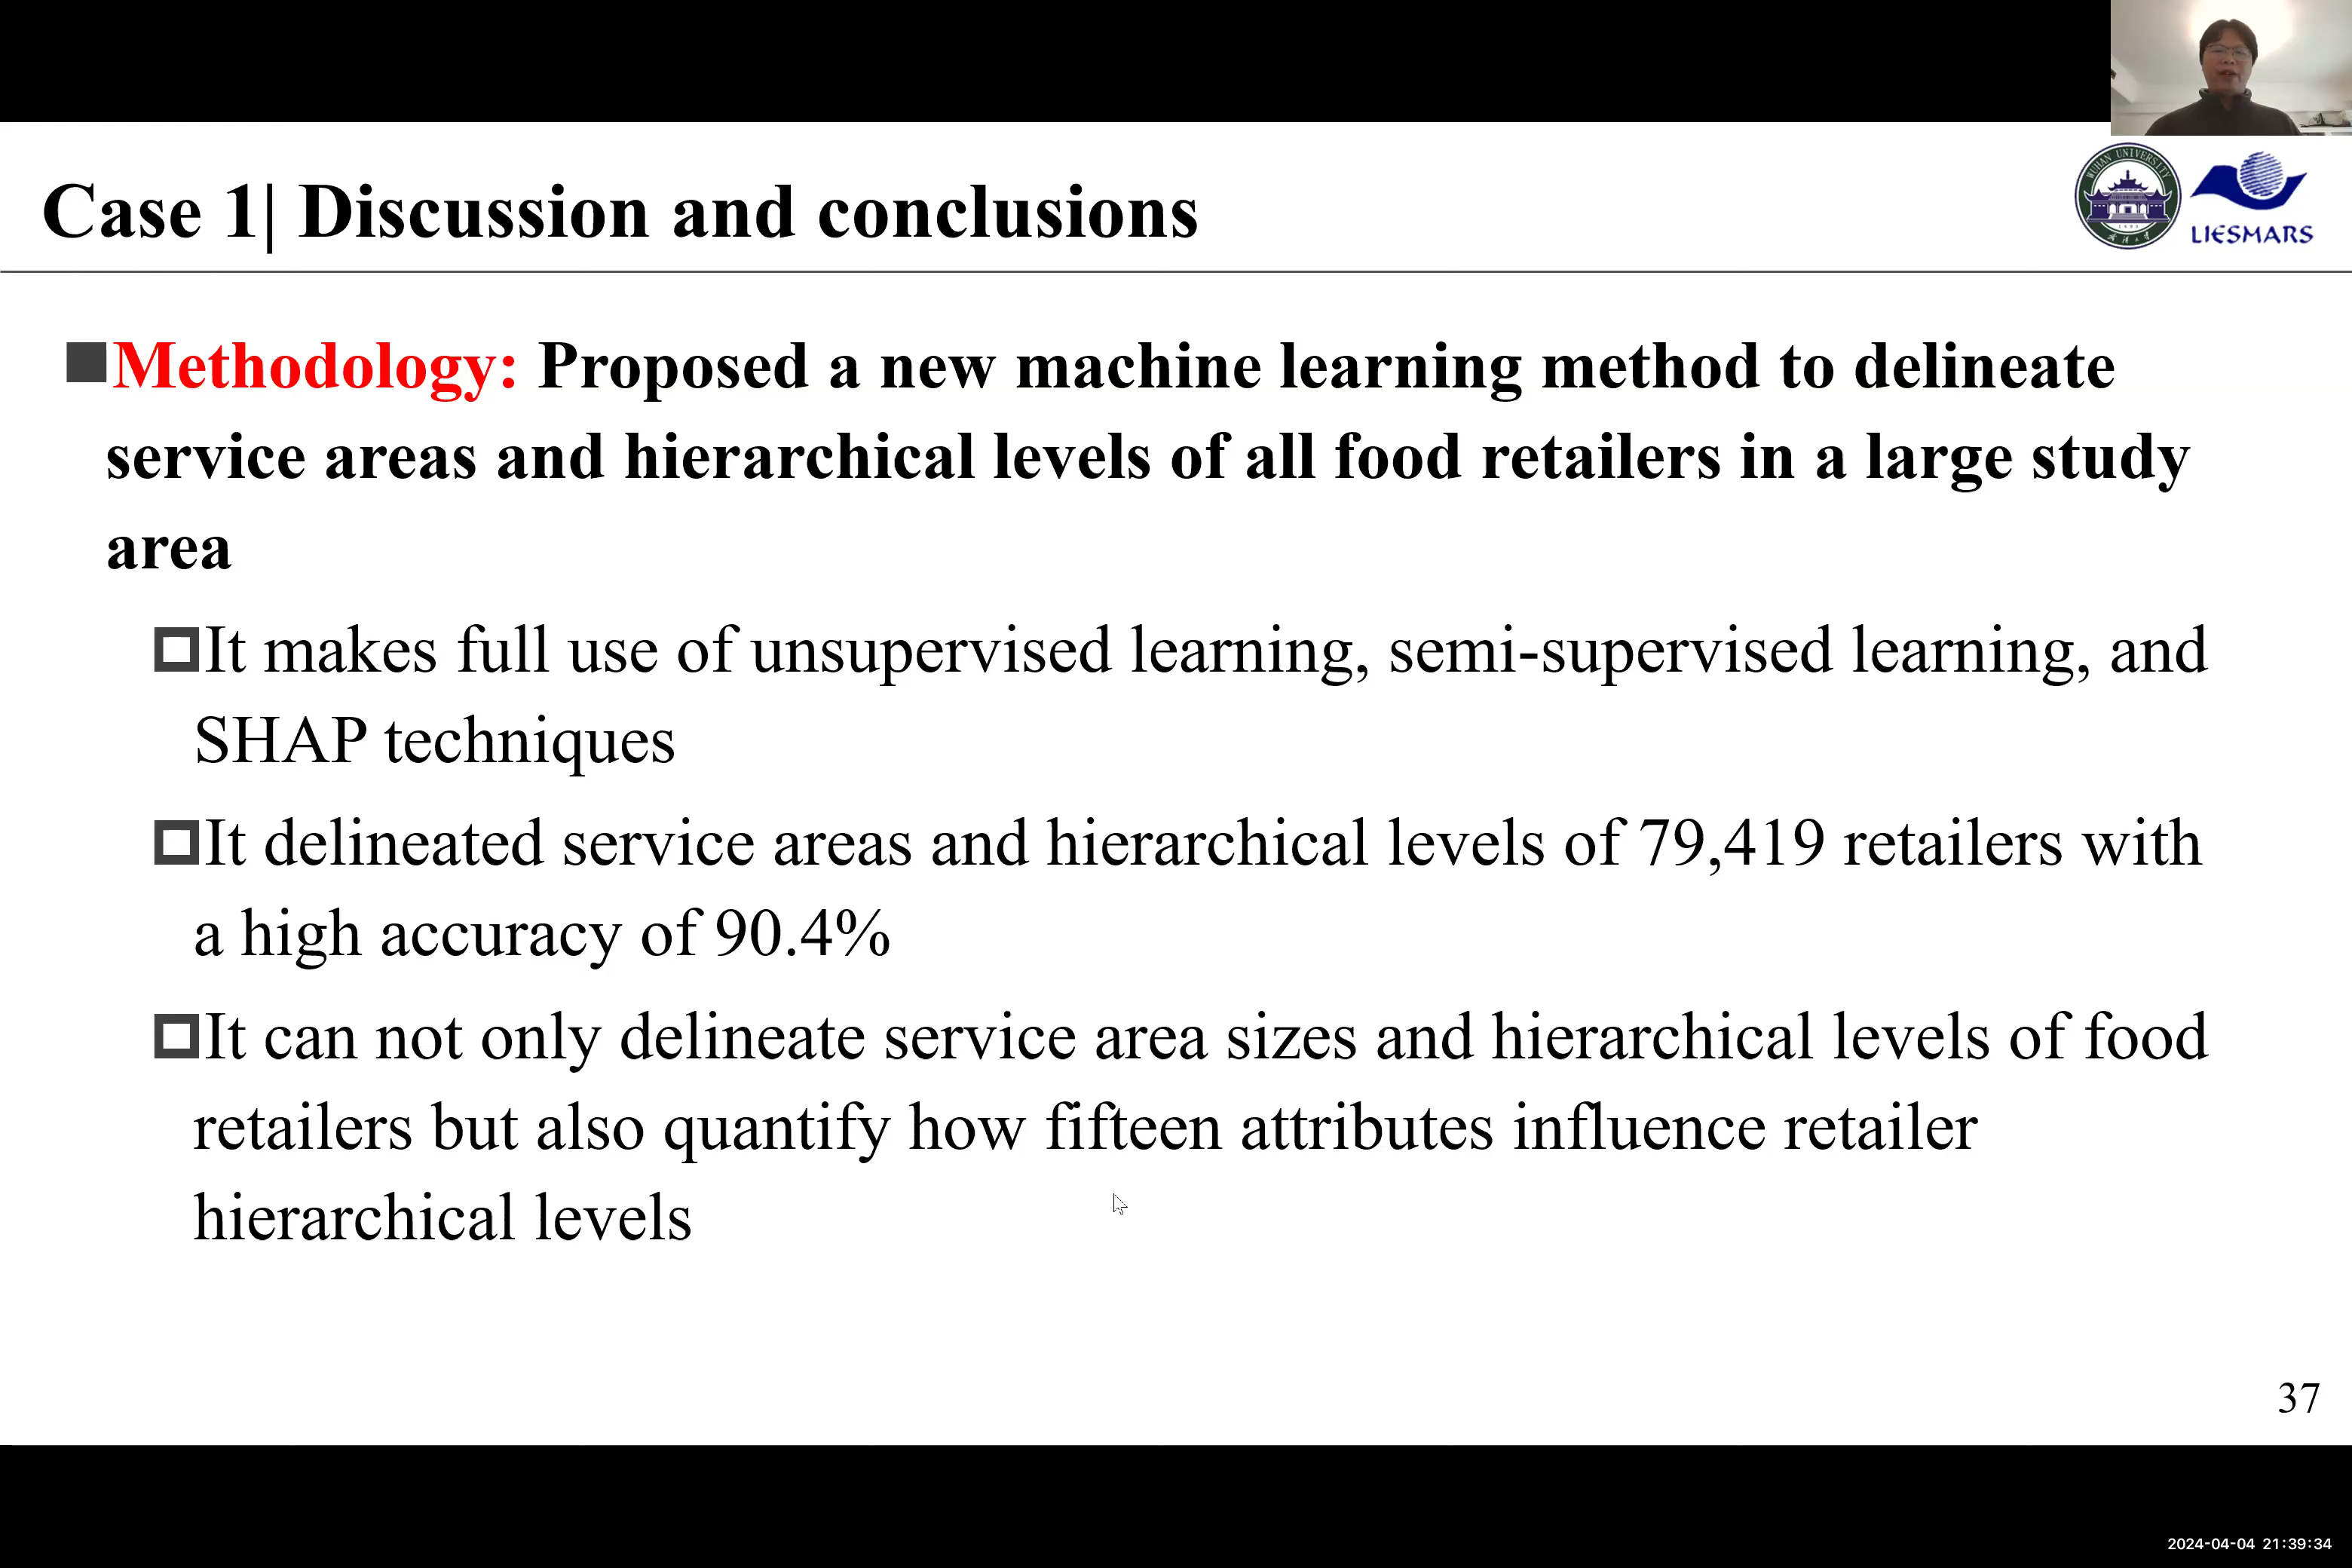 Case 1| Discussion and conclusions
WUHAN UNIVERSITY
1893
LIESMARS
Methodology: Proposed a new machine learning method to delineate
service areas and hierarchical levels of all food retailers in a large study
area
It makes full use of unsupervised learning, semi-supervised learning, and
SHAP techniques
It delineated service areas and hierarchical levels of 79,419 retailers with
a high accuracy of 90.4%
It can not only delineate service area sizes and hierarchical levels of food
retailers but also quantify how fifteen attributes influence retailer
hierarchical levels
37
2024-04-04 21:39:34